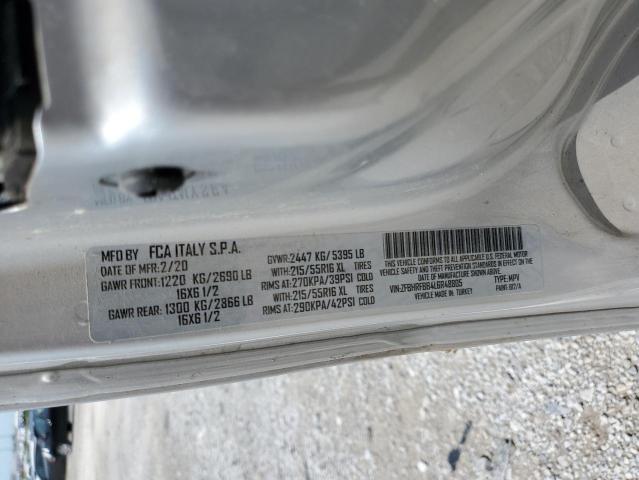 MFD BY FCA ITALY S.P.A.
DATE OF MFR:2/20
GAWR FRONT:1220 KG/2690 LB
16X6 1/2
GAWR REAR: 1300 KG/2866 LB
16X6 1/2
GVWR:2447 KG/5395 LB
WITH:215/55R16 XL TIRES
RIMS AT:270KPA/39PSI COLD
WITH:215/55R16 XL TIRES
RIMS AT:290KPA/42PSI COLD
THIS VEHICLE CONFORMS TO ALL
APPLICABLE U.S. FEDERAL MOTOR
VEHICLE SAFETY AND THEFT PREVENTION
STANDARDS IN EFFECT ON THE
DATE OF MANUFACTURE SHOWN ABOVE
VIN: TYPE: MPV
MADE IN: TURKEY PAINT: